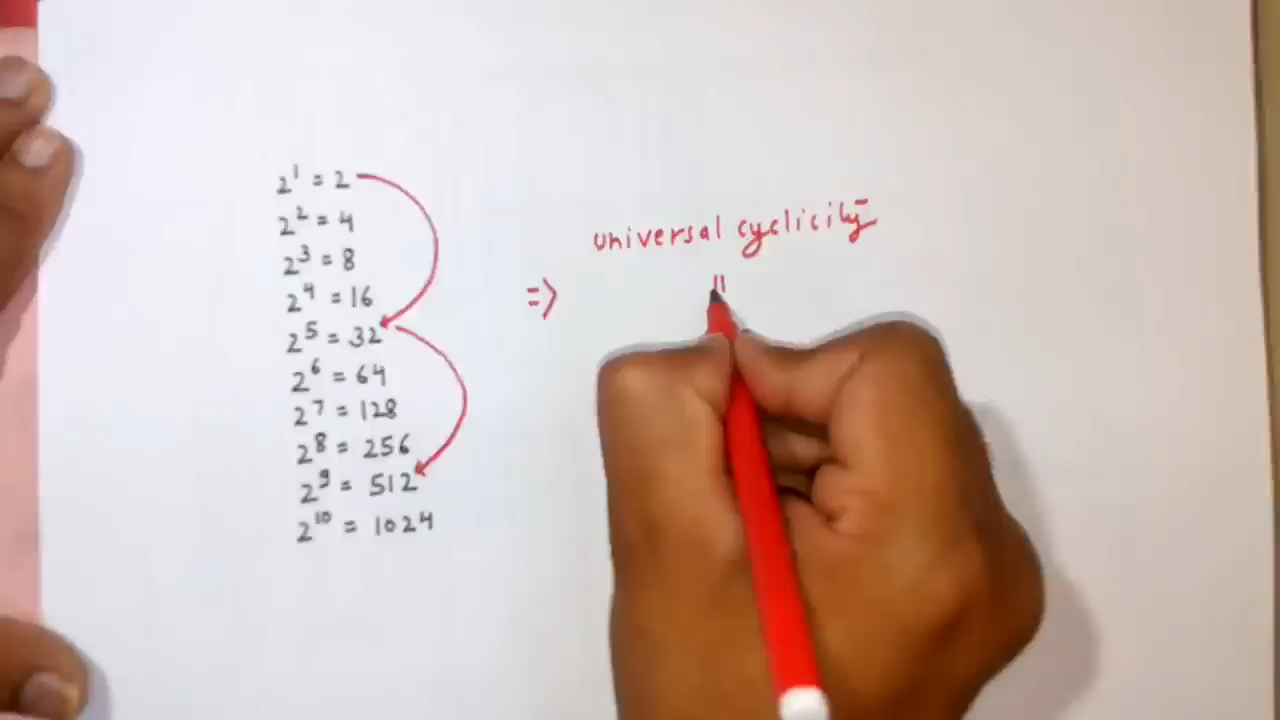 2¹ = 2
2² = 4
2³ = 8
2⁴ = 16
2⁵ = 32
2⁶ = 64
2⁷ = 128
2⁸ = 256
2⁹ = 512
2¹⁰ = 1024
=> universal cyclicity